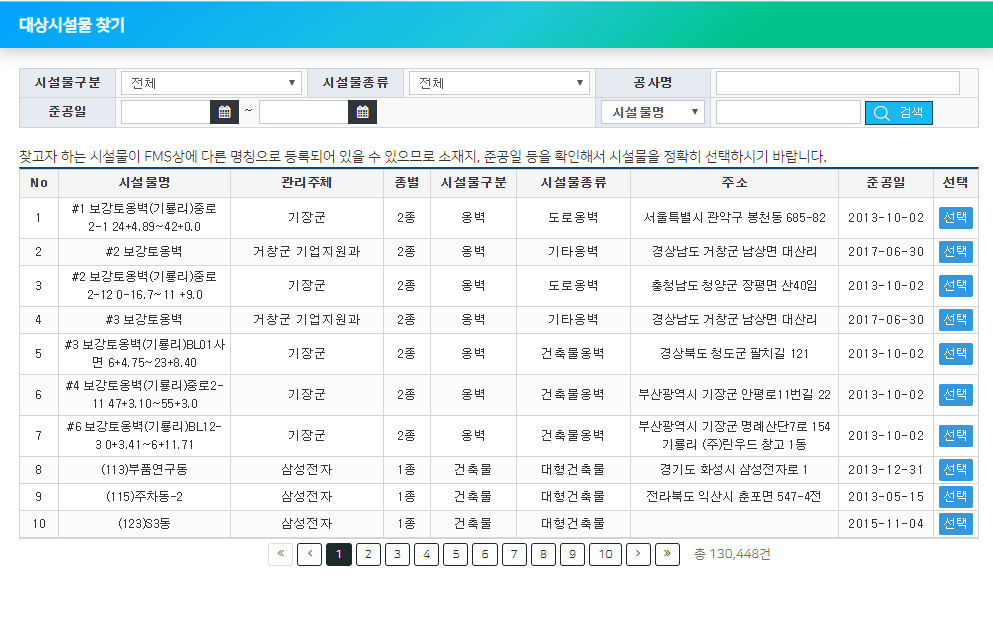 대상시설물 찾기
시설물구분 전체 시설물종류 전체 공사명
준공일 ~ 시설물명 검색
찾고자 하는 시설물이 FMS상에 다른 명칭으로 등록되어 있을 수 있으므로 소재지, 준공일 등을 확인해서 시설물을 정확히 선택하시기 바랍니다.
No 시설물명 관리주체 종별 시설물구분 시설물종류 주소 준공일 선택
1 #1 보강토옹벽(기룡리)중로 기장군 2종 옹벽 도로옹벽 서울특별시 관악구 봉천동 685-82 2013-10-02 선택
2-1 24+4.89~42+0.0
2 #2 보강토옹벽 거창군 기업지원과 2종 옹벽 기타옹벽 경상남도 거창군 남상면 대산리 2017-06-30 선택
3 #2 보강토옹벽(기룡리)중로 기장군 2종 옹벽 도로옹벽 충청남도 청양군 장평면 산40임 2013-10-02 선택
2-12 0-16.7~11 +9.0
4 #3 보강토옹벽 거창군 기업지원과 2종 옹벽 기타옹벽 경상남도 거창군 남상면 대산리 2017-06-30 선택
5 #3 보강토옹벽(기룡리)BL01사 기장군 2종 옹벽 건축물옹벽 경상북도 청도군 팔치길 121 2013-10-02 선택
면 6+4.75~23+8.40
6 #4 보강토옹벽(기룡리)중로2- 기장군 2종 옹벽 건축물옹벽 부산광역시 기장군 안평로11번길 22 2013-10-02 선택
11 47+3.10~55+3.0
7 #6 보강토옹벽(기룡리)BL12- 기장군 2종 옹벽 건축물옹벽 부산광역시 기장군 명례산단7로 154 2013-10-02 선택
3 0+3.41~6+11.71 기룡리 (주)린우드 창고 1동
8 (113)부품연구동 삼성전자 1종 건축물 대형건축물 경기도 화성시 삼성전자로 1 2013-12-31 선택
9 (115)주차동-2 삼성전자 1종 건축물 대형건축물 전라북도 익산시 춘포면 547-4전 2013-05-15 선택
10 (123)S3동 삼성전자 1종 건축물 대형건축물 2015-11-04 선택
« ‹ 1 2 3 4 5 6 7 8 9 10 › » 총 130,448건